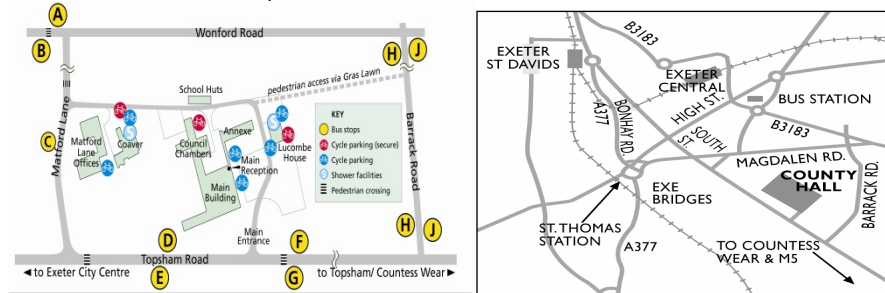 A
Wonford Road
B
H
J
pedestrian access via Gras Lawn
School Huts
Matford Lane
C
Matford
Lane
Offices
Coaver
S
Council
Chambers
Annexe
Main
Reception
Main
Building
S
Lucombe
House
KEY
Bus stops
Cycle parking (secure)
Cycle parking
S
Shower facilities
Pedestrian crossing
Barrack Road
H
J
D
Main
Entrance
F
Topsham Road
E
G
to Exeter City Centre
to Topsham/ Countess Wear
B3183
EXETER
ST DAVIDS
EXETER
CENTRAL
A377
BONHAY RD.
HIGH ST.
BUS STATION
B3183
SOUTH
ST.
MAGDALEN RD.
COUNTY
HALL
BARRACK RD.
EXE
BRIDGES
ST.THOMAS
STATION
A377
TO COUNTESS
WEAR & M5